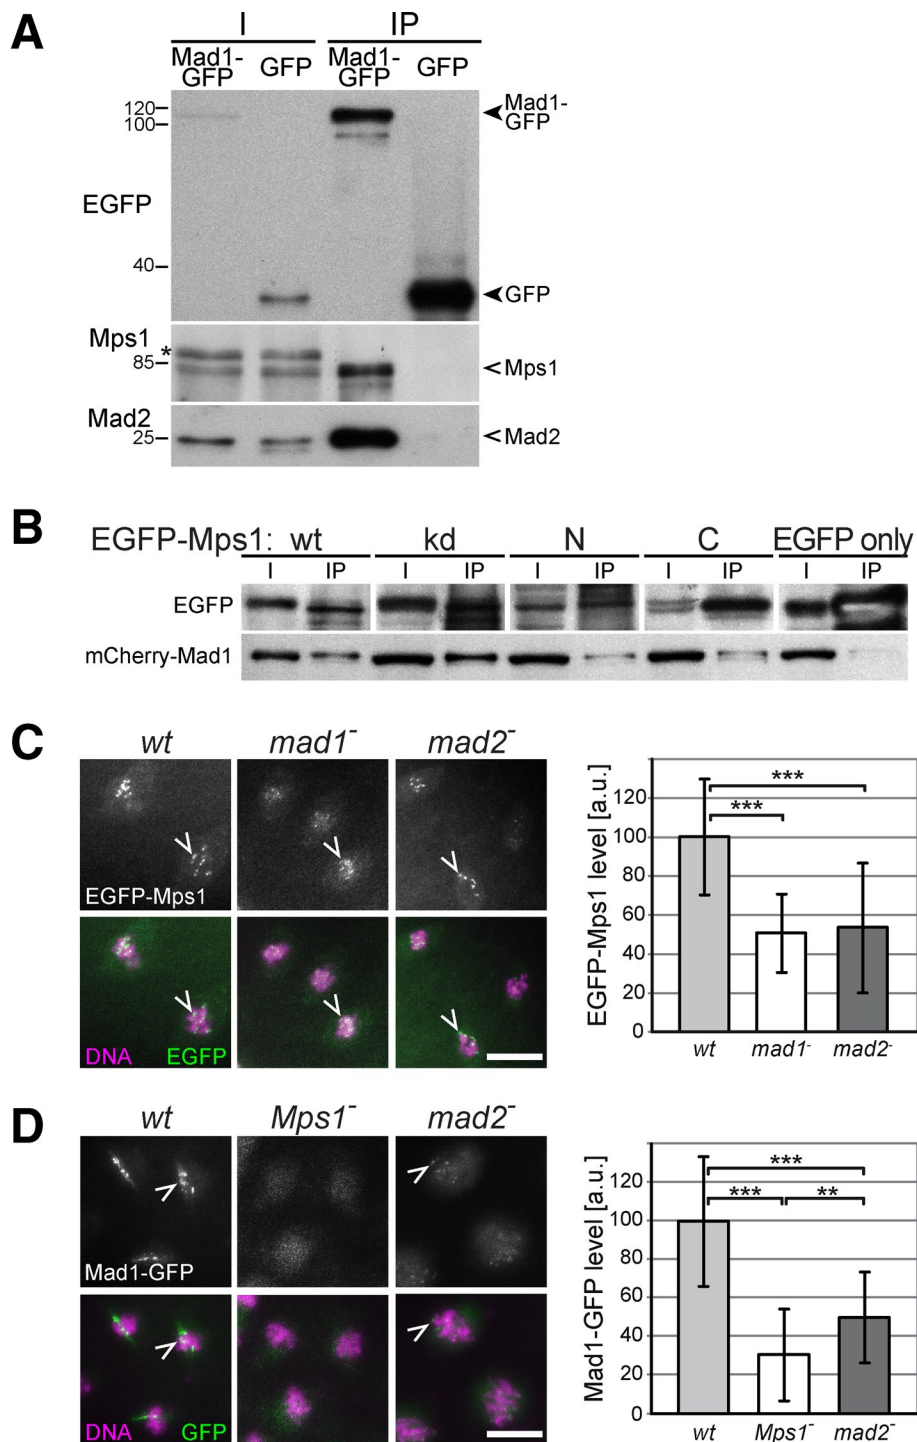 A
I IP
Mad1-GFP GFP Mad1-GFP GFP
120
100
EGFP
40
Mad1-GFP
GFP
Mps1
*
85
Mps1
Mad2
25
Mad2
B
EGFP-Mps1: wt kd N C EGFP only
I IP I IP I IP I IP I IP
EGFP
mCherry-Mad1
C
wt mad1⁻ mad2⁻
EGFP-Mps1
DNA EGFP
EGFP-Mps1 level [a.u.]
120
100
80
60
40
20
0
***
***
wt mad1⁻ mad2⁻
D
wt Mps1⁻ mad2⁻
Mad1-GFP
DNA GFP
Mad1-GFP level [a.u.]
120
100
80
60
40
20
0
***
*** **
wt Mps1⁻ mad2⁻